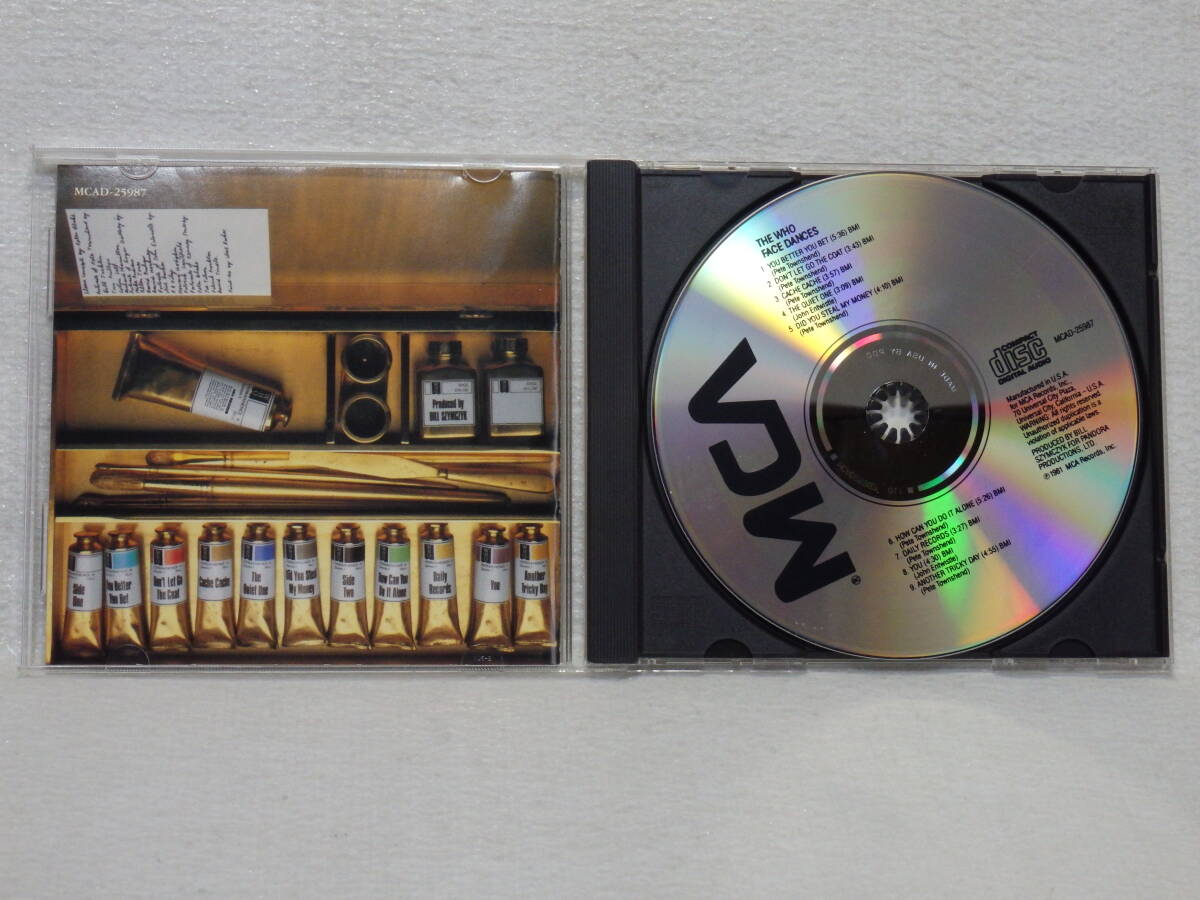 MCAD-25987
Produced by
BILL SZYMCZYK
Side
One
You Better
You Bet
Don't Let Go
The Coat
Cache Cache
The
Quiet One
Did You Steal
My Money
Side
Two
How Can You
Do It Alone
Daily
Records
You
Another
Tricky Day
THE WHO
FACE DANCES
1. YOU BETTER YOU BET (5:36) BMI
(Pete Townshend)
2. DON'T LET GO THE COAT (3:43) BMI
(Pete Townshend)
3. CACHE CACHE (3:57) BMI
(Pete Townshend)
4. THE QUIET ONE (3:09) BMI
(John Entwistle)
5. DID YOU STEAL MY MONEY (4:10) BMI
(Pete Townshend)
MCA®
COMPACT
disc
DIGITAL AUDIO
MCAD-25987
Manufactured in U.S.A.
for MCA Records, Inc.,
70 Universal City Plaza,
Universal City, California - U.S.A.
WARNING: All rights reserved.
Unauthorized duplication is a
violation of applicable laws.
PRODUCED BY BILL
SZYMCZYK FOR PANDORA
PRODUCTIONS, LTD.
℗1981 MCA Records, Inc.
MADE IN USA BY PDO
6. HOW CAN YOU DO IT ALONE (5:26) BMI
(Pete Townshend)
7. DAILY RECORDS (3:27) BMI
(Pete Townshend)
8. YOU (4:30) BMI
(John Entwistle)
9. ANOTHER TRICKY DAY (4:55) BMI
(Pete Townshend)